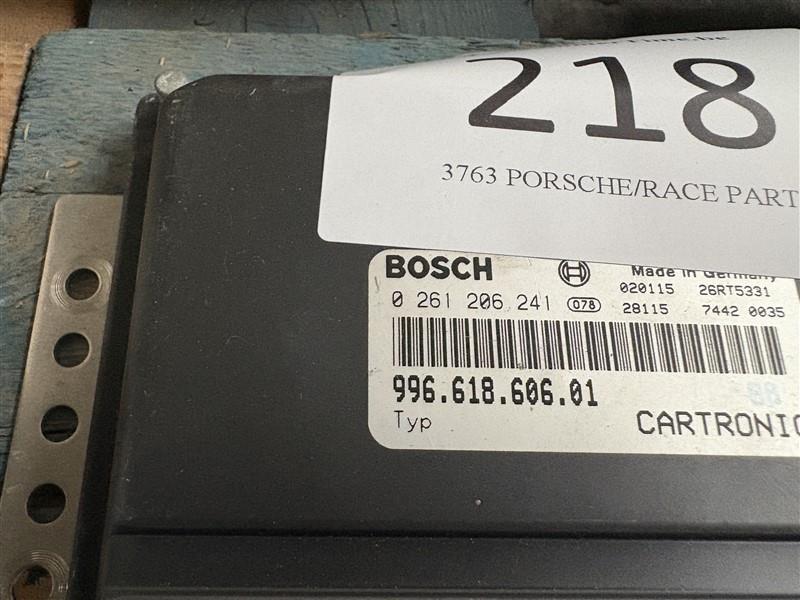 218
3763 PORSCHE/RACE PART
BOSCH
Made in Germany
0 261 206 241 078
020115 26RT5331
28115 7442 0035
996.618.606.01
88
Typ CARTRONIC